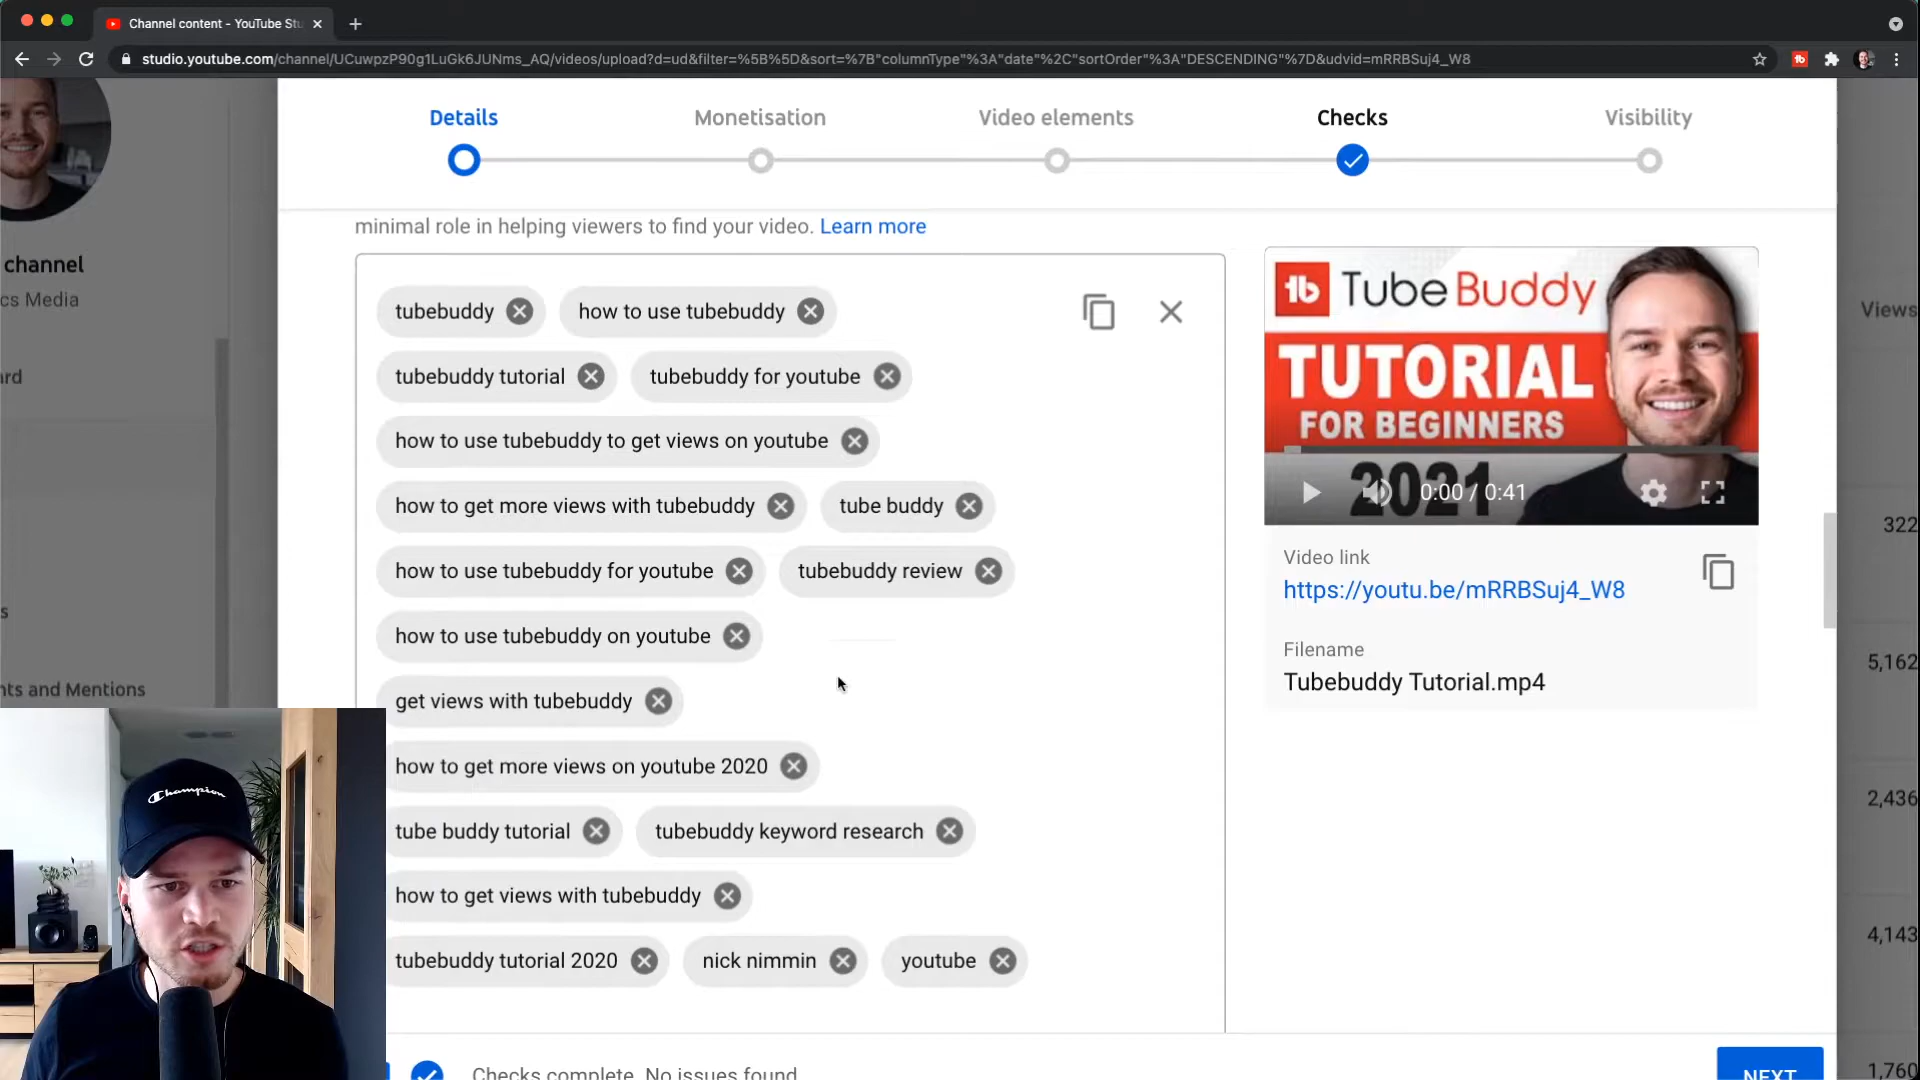 Channel content - YouTube Stu
studio.youtube.com/channel/UCuwpzP90g1LuGk6JUNms_AQ/videos/upload?d=ud&filter=%5B%5D&sort=%7B"columnType"%3A"date"%2C"sortOrder"%3A"DESCENDING"%7D&udvid=mRRBSuj4_W8
Details
Monetisation
Video elements
Checks
Visibility
minimal role in helping viewers to find your video. Learn more
channel
cs Media
Views
tubebuddy
how to use tubebuddy
tubebuddy tutorial
tubebuddy for youtube
how to use tubebuddy to get views on youtube
how to get more views with tubebuddy
tube buddy
how to use tubebuddy for youtube
tubebuddy review
how to use tubebuddy on youtube
get views with tubebuddy
how to get more views on youtube 2020
tube buddy tutorial
tubebuddy keyword research
how to get views with tubebuddy
tubebuddy tutorial 2020
nick nimmin
youtube
tb TubeBuddy
TUTORIAL
FOR BEGINNERS
2021
0:00 / 0:41
Video link
https://youtu.be/mRRBSuj4_W8
Filename
Tubebuddy Tutorial.mp4
ard
s
nts and Mentions
322
5,162
2,436
4,143
1,760
Champion
Checks complete. No issues found.
NEXT